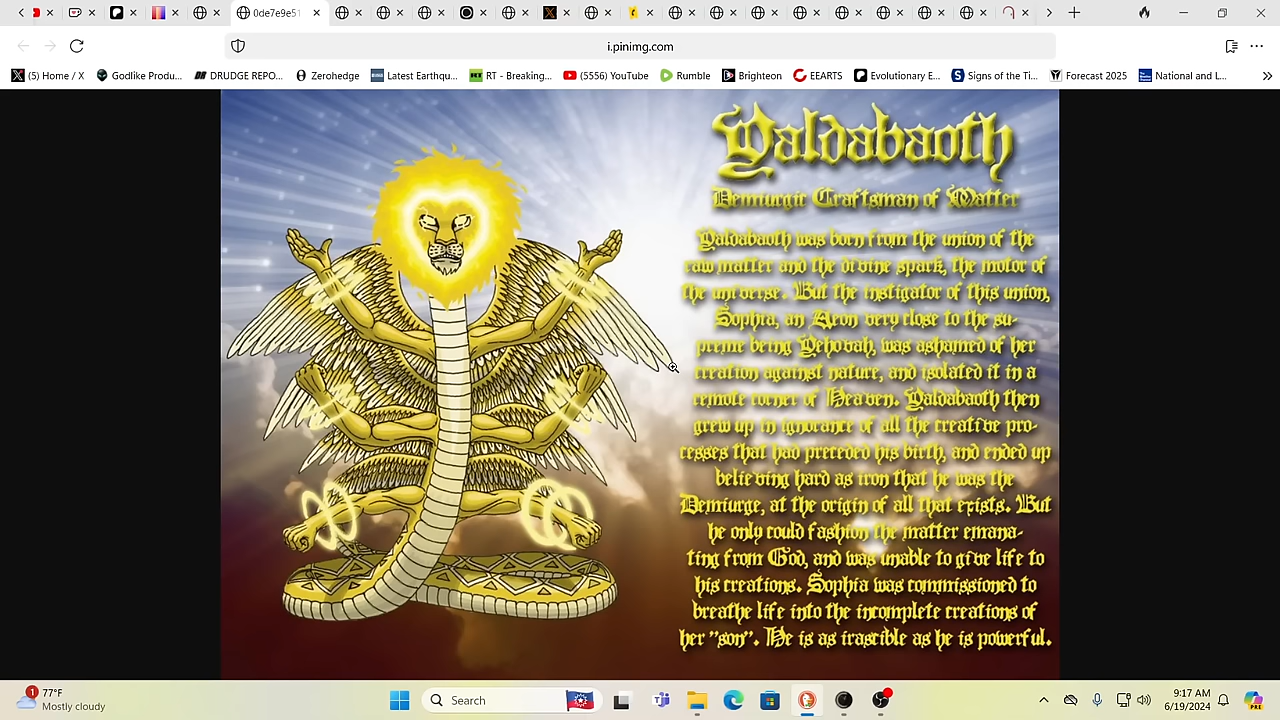 0de7e9e51
i.pinimg.com
(5) Home / X
Godlike Produ...
DRUDGE REPO...
Zerohedge
Latest Earthqu...
RT - Breaking...
(5556) YouTube
Rumble
Brighteon
EEARTS
Evolutionary E...
Signs of the Ti...
Forecast 2025
National and L...
Yaldabaoth
Demiurgic Craftsman of Matter
Yaldabaoth was born from the union of the
raw matter and the divine spark, the motor of
the universe. But the instigator of this union,
Sophia, an Aeon very close to the su-
preme being Yehovah, was ashamed of her
creation against nature, and isolated it in a
remote corner of Heaven. Yaldabaoth then
grew up in ignorance of all the creative pro-
cesses that had preceded his birth, and ended up
believing hard as iron that he was the
Demiurge, at the origin of all that exists. But
he only could fashion the matter emana-
ting from God, and was unable to give life to
his creations. Sophia was commissioned to
breathe life into the incomplete creations of
her "son". He is as irascible as he is powerful.
1
77°F
Mostly cloudy
Search
PRE
9:17 AM
6/19/2024